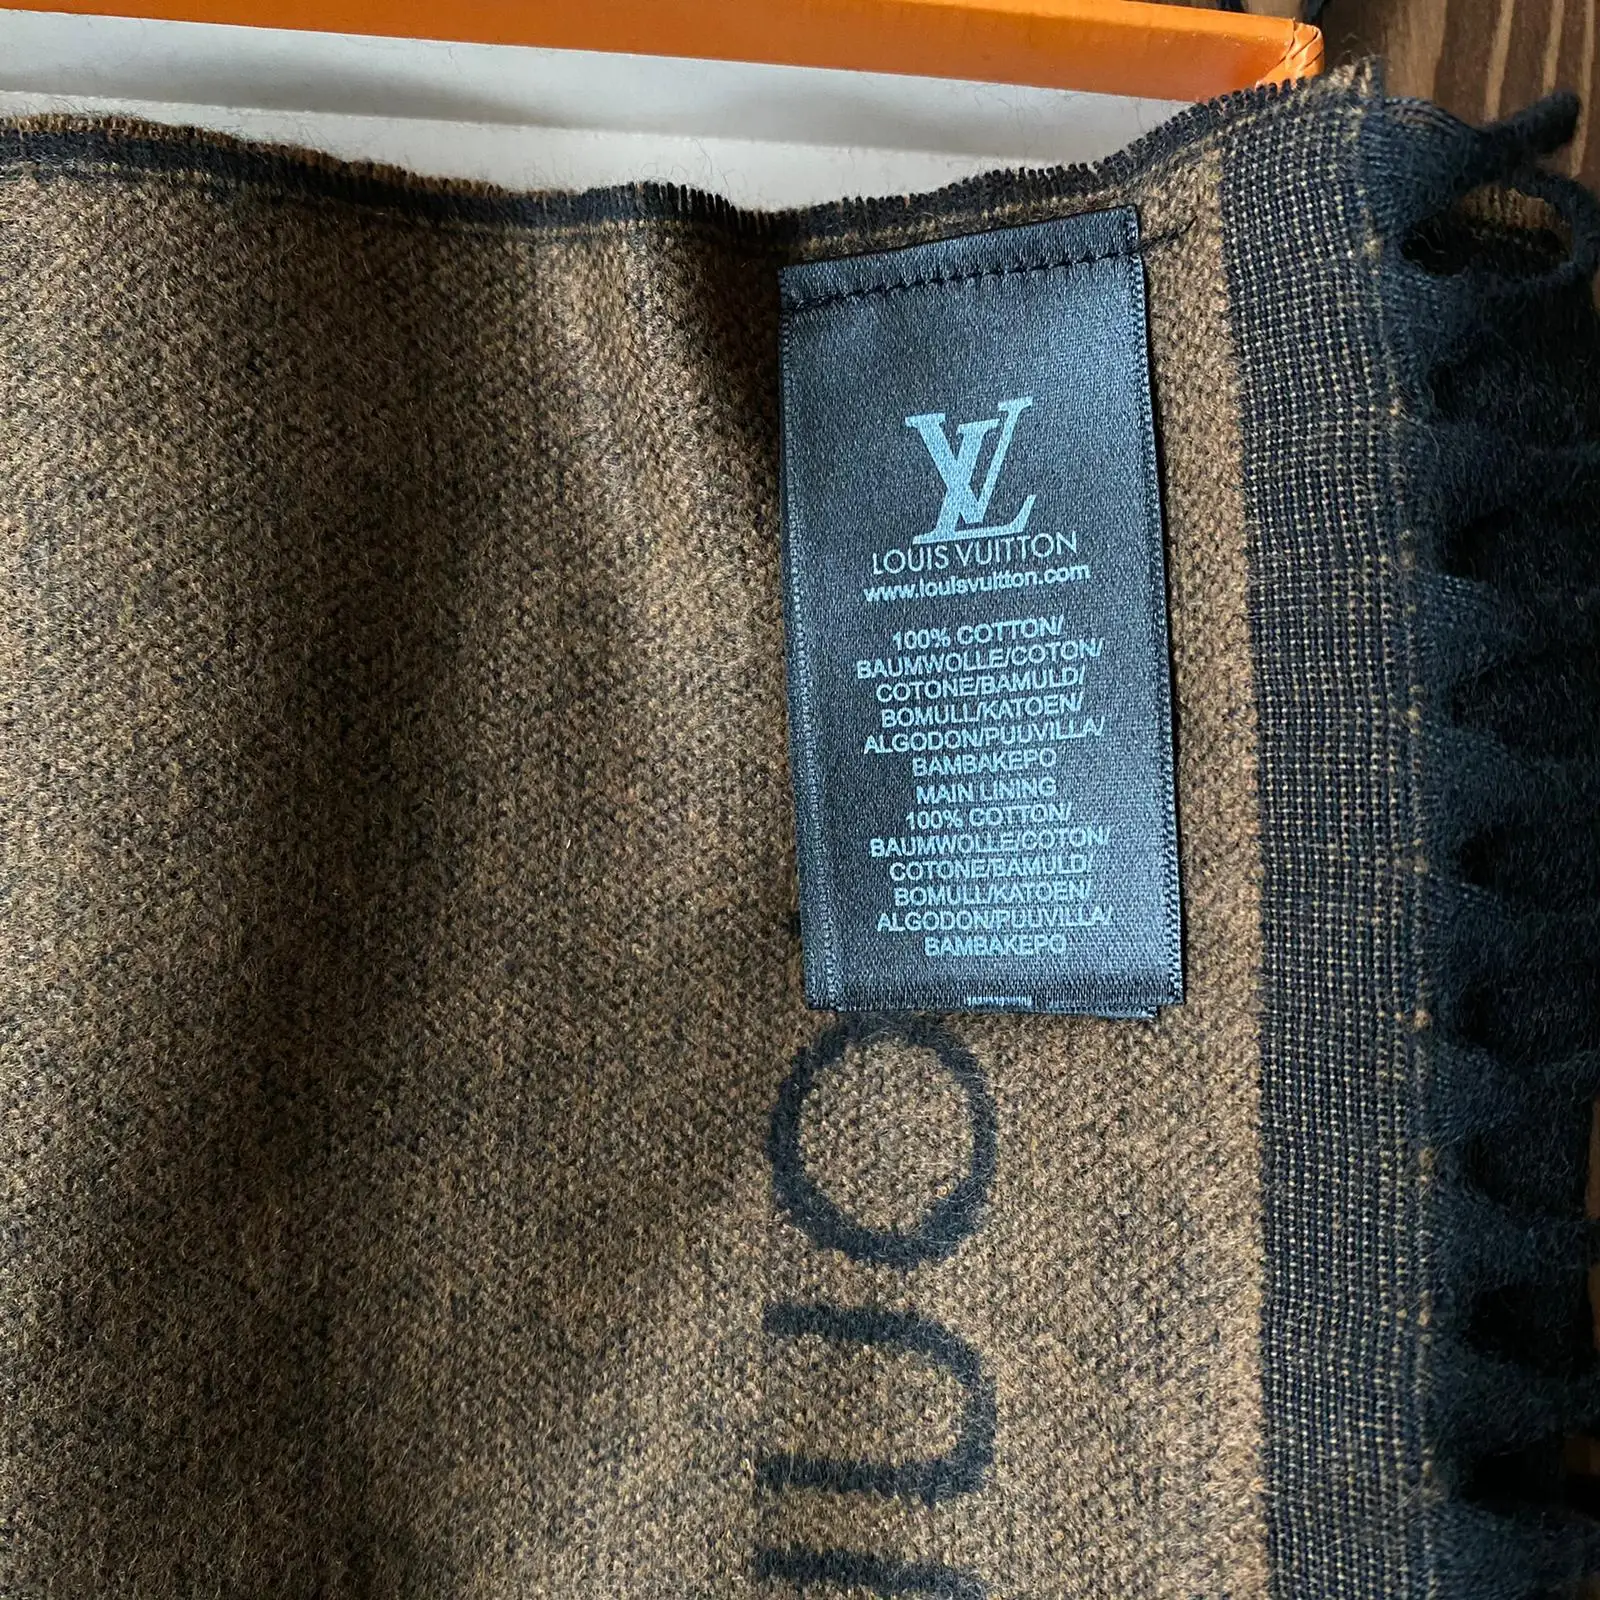 LV
LOUIS VUITTON
www.louisvuitton.com
100% COTTON/
BAUMWOLLE/COTON/
COTONE/BAMULD/
BOMULL/KATOEN/
ALGODON/PUUVILLA/
BAMBAKEPO
MAIN LINING
100% COTTON/
BAUMWOLLE/COTON/
COTONE/BAMULD/
BOMULL/KATOEN/
ALGODON/PUUVILLA/
BAMBAKEPO